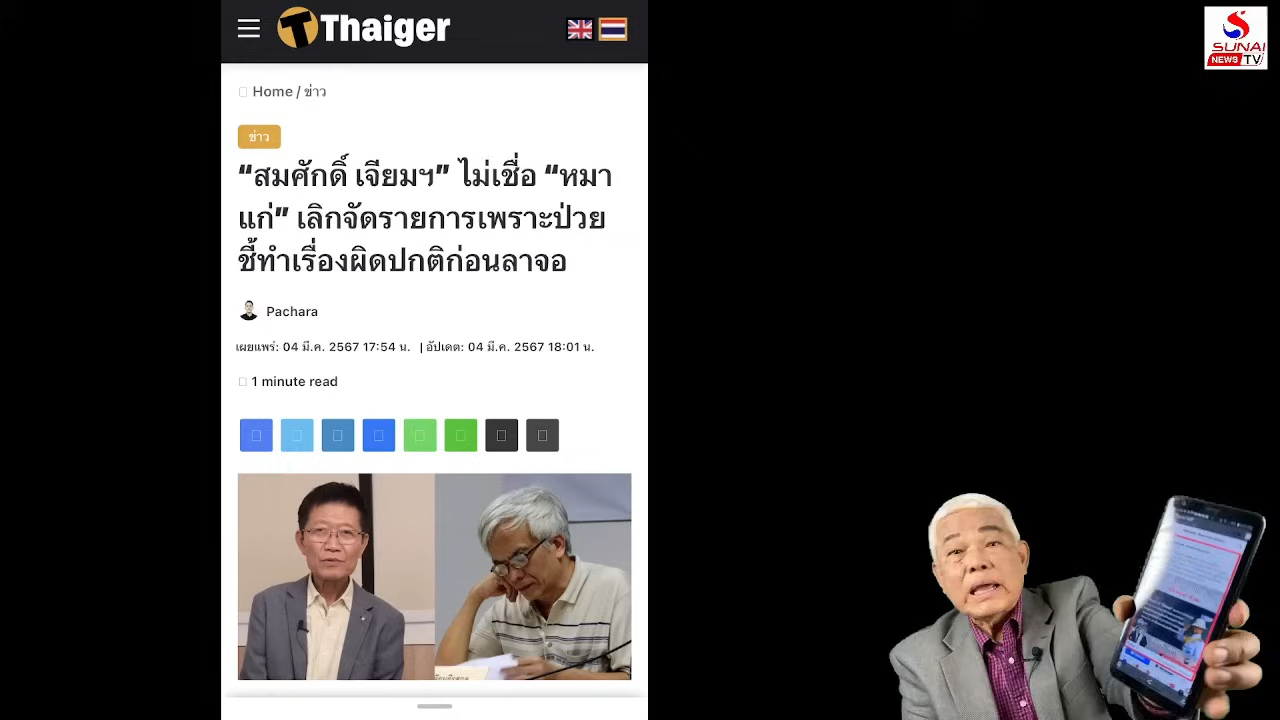 Thaiger
SUNAI
NEWS TV
Home / ข่าว
ข่าว
“สมศักดิ์ เจียมฯ” ไม่เชื่อ “หมา
แก่” เลิกจัดรายการเพราะป่วย
ชี้ทำเรื่องผิดปกติก่อนลาจอ
Pachara
เผยแพร่: 04 มี.ค. 2567 17:54 น. | อัปเดต: 04 มี.ค. 2567 18:01 น.
1 minute read